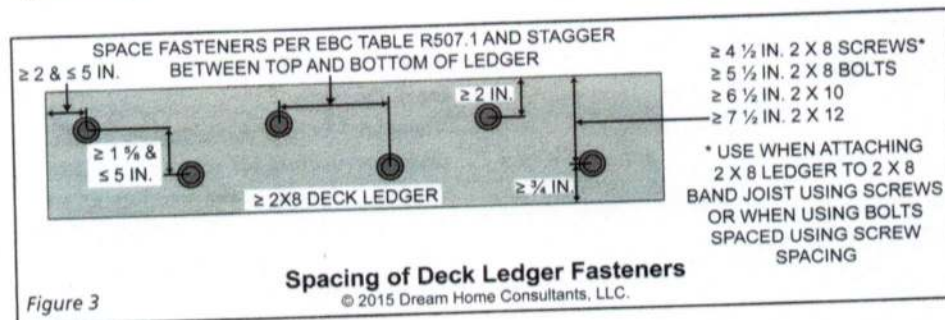 SPACE FASTENERS PER EBC TABLE R507.1 AND STAGGER
BETWEEN TOP AND BOTTOM OF LEDGER
≥ 2 & ≤ 5 IN.
≥ 2 IN.
≥ 1 ⅝ &
≤ 5 IN.
≥ 2X8 DECK LEDGER
≥ ¾ IN.
≥ 4 ½ IN. 2 X 8 SCREWS*
≥ 5 ½ IN. 2 X 8 BOLTS
≥ 6 ½ IN. 2 X 10
≥ 7 ½ IN. 2 X 12
* USE WHEN ATTACHING
2 X 8 LEDGER TO 2 X 8
BAND JOIST USING SCREWS
OR WHEN USING BOLTS
SPACED USING SCREW
SPACING
Spacing of Deck Ledger Fasteners
© 2015 Dream Home Consultants, LLC.
Figure 3